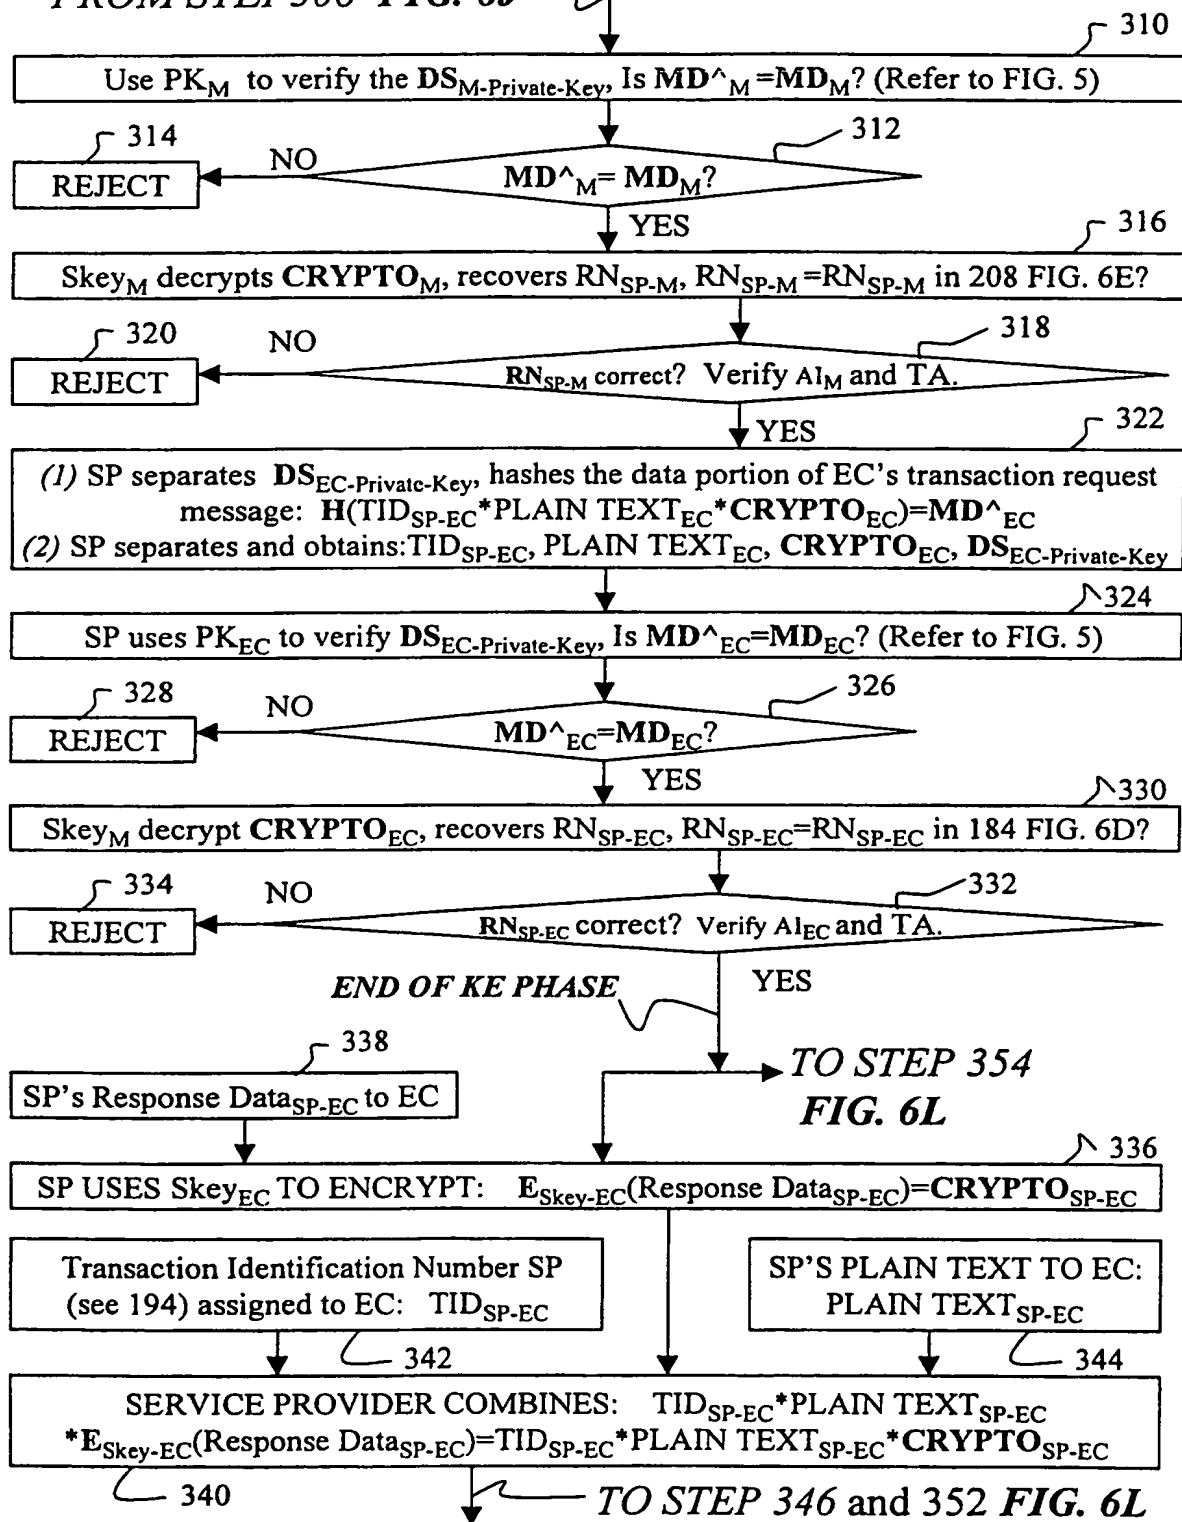 FROM STEP 306 FIG. 6J
310
Use PK_M to verify the DS_M-Private-Key, Is MD^_M=MD_M? (Refer to FIG. 5)
314
NO
312
REJECT
MD^_M= MD_M?
YES
316
Skey_M decrypts CRYPTO_M, recovers RN_SP-M, RN_SP-M=RN_SP-M in 208 FIG. 6E?
320
NO
318
REJECT
RN_SP-M correct? Verify AI_M and TA.
YES
322
(1) SP separates DS_EC-Private-Key, hashes the data portion of EC's transaction request
message: H(TID_SP-EC*PLAIN TEXT_EC*CRYPTO_EC)=MD^_EC
(2) SP separates and obtains:TID_SP-EC, PLAIN TEXT_EC, CRYPTO_EC, DS_EC-Private-Key
324
SP uses PK_EC to verify DS_EC-Private-Key, Is MD^_EC=MD_EC? (Refer to FIG. 5)
328
NO
326
REJECT
MD^_EC=MD_EC?
YES
330
Skey_M decrypt CRYPTO_EC, recovers RN_SP-EC, RN_SP-EC=RN_SP-EC in 184 FIG. 6D?
334
NO
332
REJECT
RN_SP-EC correct? Verify AI_EC and TA.
END OF KE PHASE
YES
338
TO STEP 354
FIG. 6L
SP's Response Data_SP-EC to EC
336
SP USES Skey_EC TO ENCRYPT: E_Skey-EC(Response Data_SP-EC)=CRYPTO_SP-EC
Transaction Identification Number SP
(see 194) assigned to EC: TID_SP-EC
SP'S PLAIN TEXT TO EC:
PLAIN TEXT_SP-EC
342
344
SERVICE PROVIDER COMBINES: TID_SP-EC*PLAIN TEXT_SP-EC
*E_Skey-EC(Response Data_SP-EC)=TID_SP-EC*PLAIN TEXT_SP-EC*CRYPTO_SP-EC
340
TO STEP 346 and 352 FIG. 6L